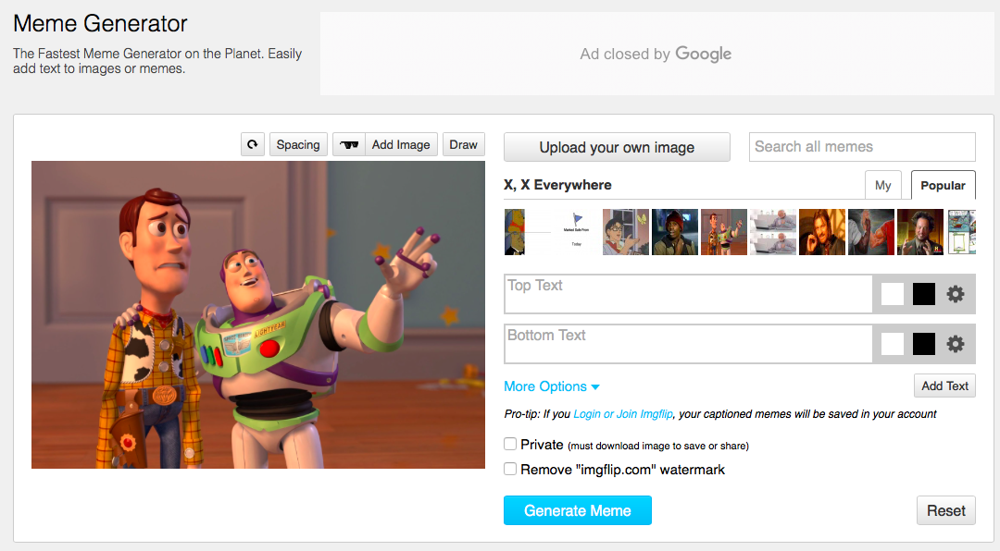 Meme Generator
The Fastest Meme Generator on the Planet. Easily
add text to images or memes.
Ad closed by Google
Spacing
Add Image
Draw
Upload your own image
Search all memes
X, X Everywhere
My
Popular
Marked Safe From
Today
LIGHTYEAR
Top Text
Bottom Text
More Options
Add Text
Pro-tip: If you Login or Join Imgflip, your captioned memes will be saved in your account
Private (must download image to save or share)
Remove "imgflip.com" watermark
Generate Meme
Reset